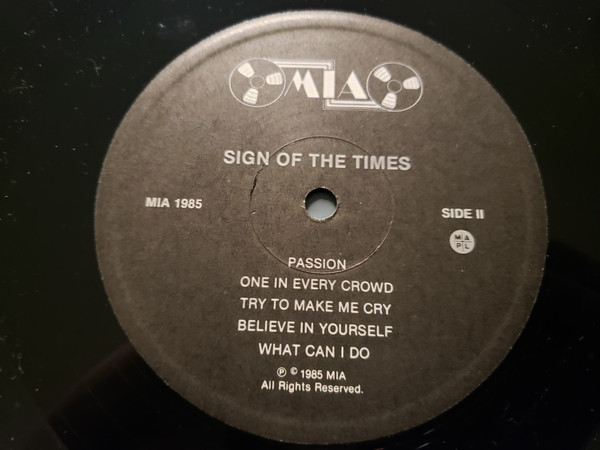 MIA
SIGN OF THE TIMES
MIA 1985
SIDE II
M A
P L
PASSION
ONE IN EVERY CROWD
TRY TO MAKE ME CRY
BELIEVE IN YOURSELF
WHAT CAN I DO
℗ © 1985 MIA
All Rights Reserved.